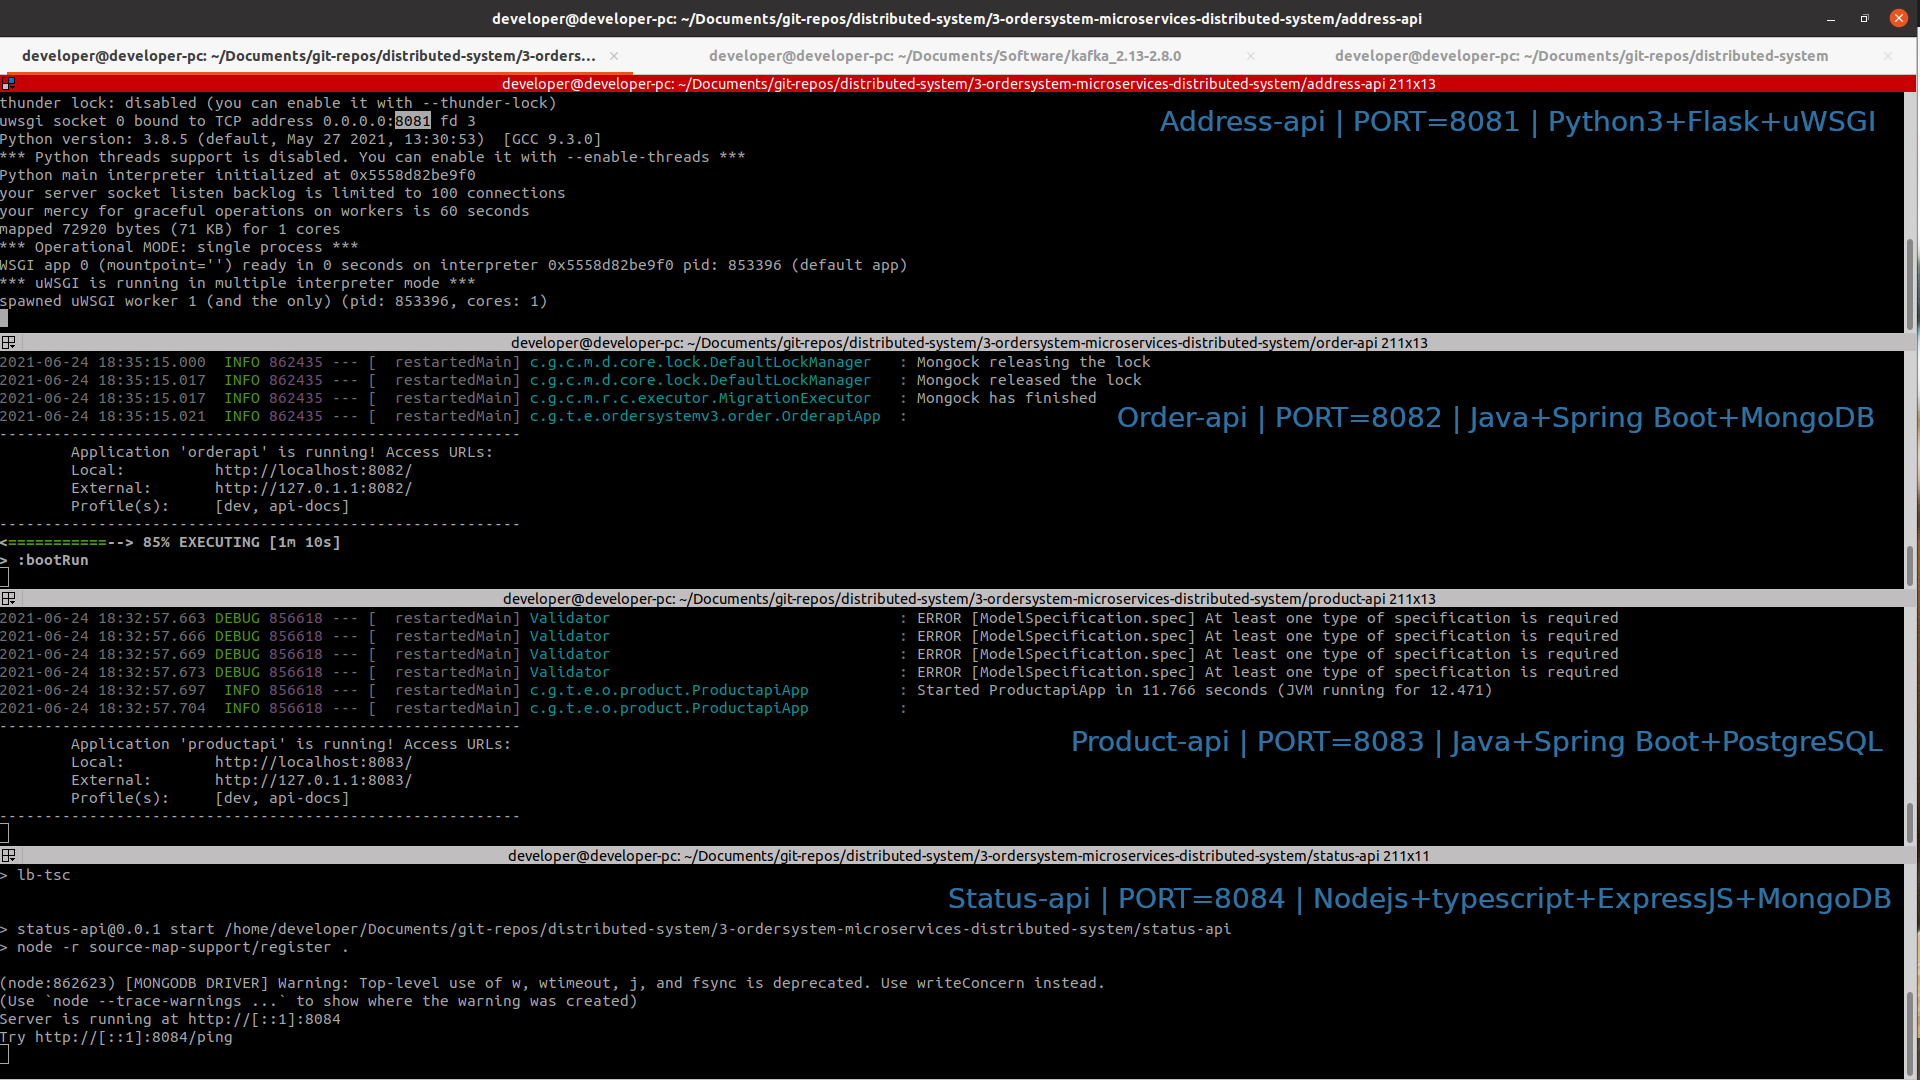 developer@developer-pc: ~/Documents/git-repos/distributed-system/3-ordersystem-microservices-distributed-system/address-api
developer@developer-pc: ~/Documents/git-repos/distributed-system/3-orders...
developer@developer-pc: ~/Documents/Software/kafka_2.13-2.8.0
developer@developer-pc: ~/Documents/git-repos/distributed-system
developer@developer-pc: ~/Documents/git-repos/distributed-system/3-ordersystem-microservices-distributed-system/address-api 211x13
thunder lock: disabled (you can enable it with --thunder-lock)
uwsgi socket 0 bound to TCP address 0.0.0.0:8081 fd 3
Address-api | PORT=8081 | Python3+Flask+uWSGI
Python version: 3.8.5 (default, May 27 2021, 13:30:53)  [GCC 9.3.0]
*** Python threads support is disabled. You can enable it with --enable-threads ***
Python main interpreter initialized at 0x5558d82be9f0
your server socket listen backlog is limited to 100 connections
your mercy for graceful operations on workers is 60 seconds
mapped 72920 bytes (71 KB) for 1 cores
*** Operational MODE: single process ***
WSGI app 0 (mountpoint='') ready in 0 seconds on interpreter 0x5558d82be9f0 pid: 853396 (default app)
*** uWSGI is running in multiple interpreter mode ***
spawned uWSGI worker 1 (and the only) (pid: 853396, cores: 1)
developer@developer-pc: ~/Documents/git-repos/distributed-system/3-ordersystem-microservices-distributed-system/order-api 211x13
2021-06-24 18:35:15.000  INFO 862435 --- [  restartedMain] c.g.c.m.d.core.lock.DefaultLockManager   : Mongock releasing the lock
2021-06-24 18:35:15.017  INFO 862435 --- [  restartedMain] c.g.c.m.d.core.lock.DefaultLockManager   : Mongock released the lock
2021-06-24 18:35:15.017  INFO 862435 --- [  restartedMain] c.g.c.m.r.c.executor.MigrationExecutor   : Mongock has finished
2021-06-24 18:35:15.021  INFO 862435 --- [  restartedMain] c.g.t.e.ordersystemv3.order.OrderapiApp  :
Order-api | PORT=8082 | Java+Spring Boot+MongoDB
----------------------------------------------------------
Application 'orderapi' is running! Access URLs:
Local:          http://localhost:8082/
External:       http://127.0.1.1:8082/
Profile(s):     [dev, api-docs]
----------------------------------------------------------
<===========--> 85% EXECUTING [1m 10s]
> :bootRun
developer@developer-pc: ~/Documents/git-repos/distributed-system/3-ordersystem-microservices-distributed-system/product-api 211x13
2021-06-24 18:32:57.663 DEBUG 856618 --- [  restartedMain] Validator                                : ERROR [ModelSpecification.spec] At least one type of specification is required
2021-06-24 18:32:57.666 DEBUG 856618 --- [  restartedMain] Validator                                : ERROR [ModelSpecification.spec] At least one type of specification is required
2021-06-24 18:32:57.669 DEBUG 856618 --- [  restartedMain] Validator                                : ERROR [ModelSpecification.spec] At least one type of specification is required
2021-06-24 18:32:57.673 DEBUG 856618 --- [  restartedMain] Validator                                : ERROR [ModelSpecification.spec] At least one type of specification is required
2021-06-24 18:32:57.697  INFO 856618 --- [  restartedMain] c.g.t.e.o.product.ProductapiApp          : Started ProductapiApp in 11.766 seconds (JVM running for 12.471)
2021-06-24 18:32:57.704  INFO 856618 --- [  restartedMain] c.g.t.e.o.product.ProductapiApp          :
----------------------------------------------------------
Product-api | PORT=8083 | Java+Spring Boot+PostgreSQL
Application 'productapi' is running! Access URLs:
Local:          http://localhost:8083/
External:       http://127.0.1.1:8083/
Profile(s):     [dev, api-docs]
----------------------------------------------------------
developer@developer-pc: ~/Documents/git-repos/distributed-system/3-ordersystem-microservices-distributed-system/status-api 211x11
> lb-tsc
Status-api | PORT=8084 | Nodejs+typescript+ExpressJS+MongoDB
> status-api@0.0.1 start /home/developer/Documents/git-repos/distributed-system/3-ordersystem-microservices-distributed-system/status-api
> node -r source-map-support/register .
(node:862623) [MONGODB DRIVER] Warning: Top-level use of w, wtimeout, j, and fsync is deprecated. Use writeConcern instead.
(Use `node --trace-warnings ...` to show where the warning was created)
Server is running at http://[::1]:8084
Try http://[::1]:8084/ping